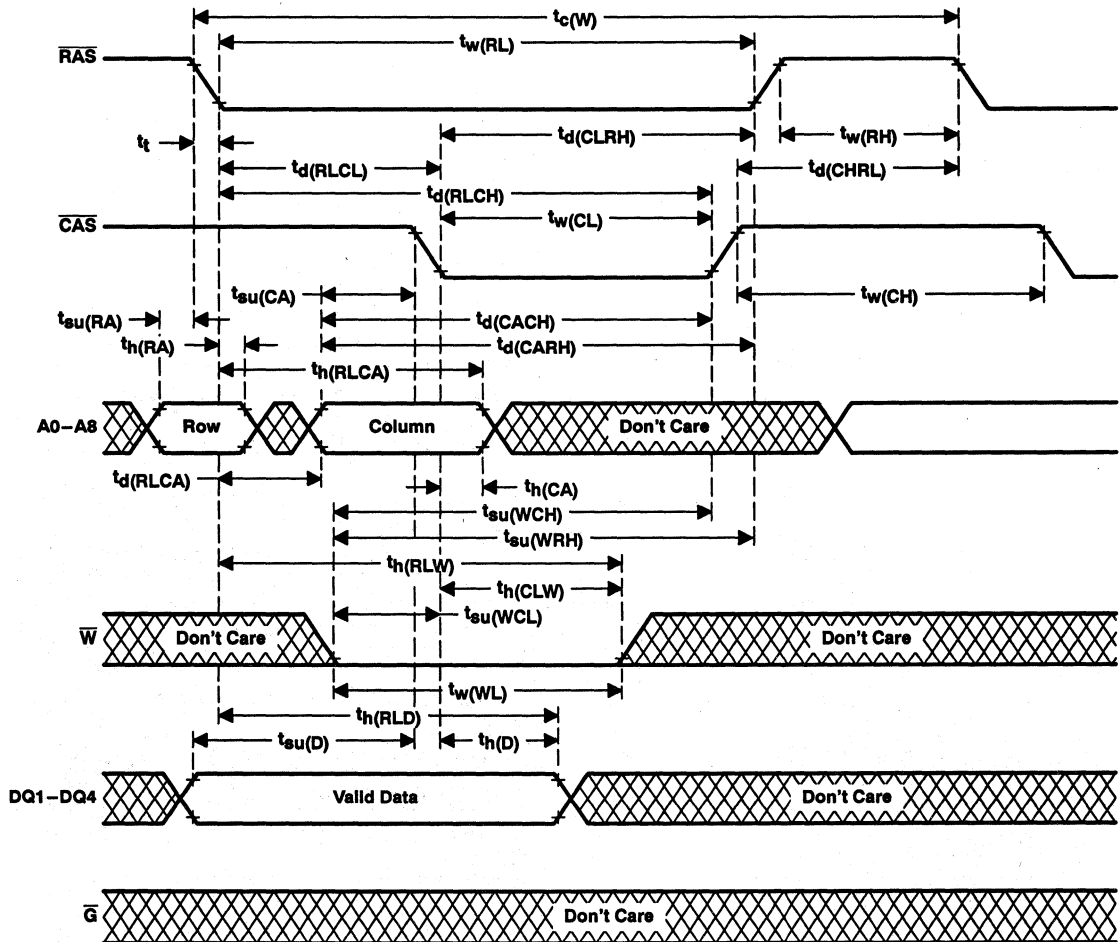 tc(W)
tw(RL)
RAS
tt
td(CLRH)
tw(RH)
td(RLCL)
td(CHRL)
td(RLCH)
CAS
tw(CL)
tsu(CA)
tw(CH)
tsu(RA)
td(CACH)
th(RA)
td(CARH)
th(RLCA)
A0–A8
Row
Column
Don't Care
td(RLCA)
th(CA)
tsu(WCH)
tsu(WRH)
th(RLW)
th(CLW)
tsu(WCL)
W
Don't Care
Don't Care
tw(WL)
th(RLD)
tsu(D)
th(D)
DQ1–DQ4
Valid Data
Don't Care
G
Don't Care